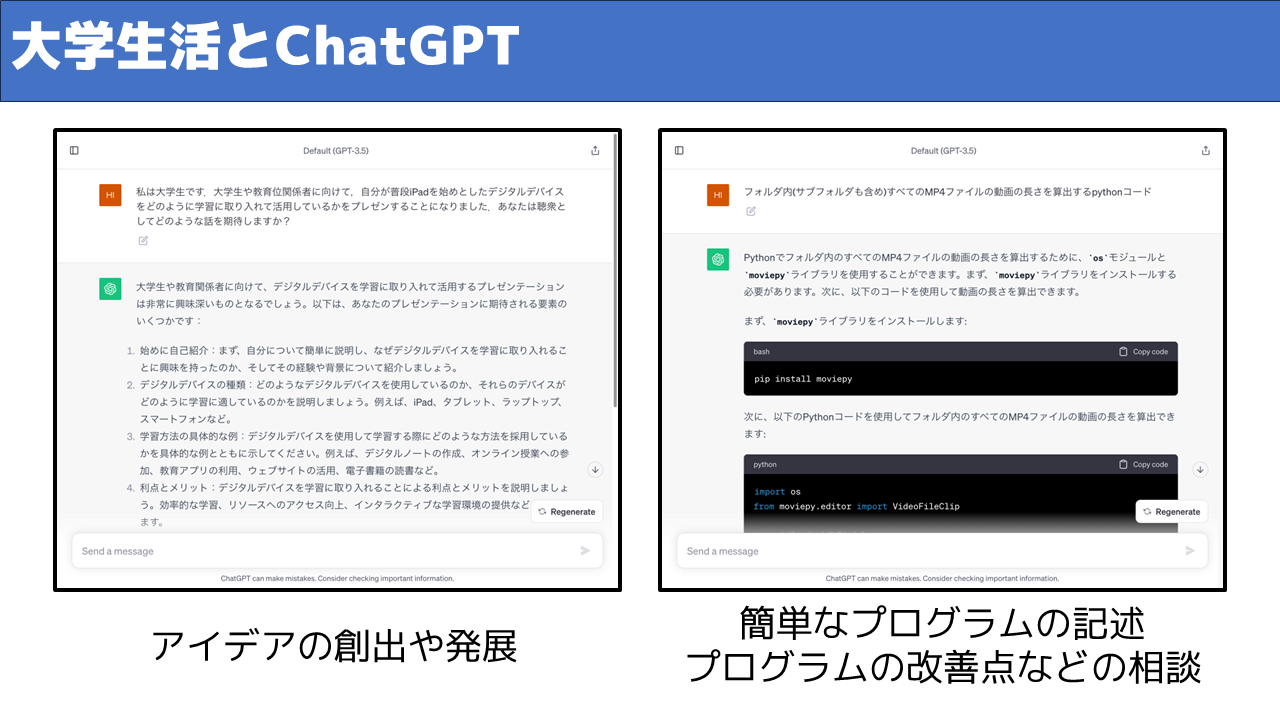 大学生活とChatGPT
Default (GPT-3.5)
HI
私は大学生です．大学生や教育位関係者に向けて，自分が普段iPadを始めとしたデジタルデバイス
をどのように学習に取り入れて活用しているかをプレゼンすることになりました．あなたは聴衆と
してどのような話を期待しますか？
大学生や教育関係者に向けて、デジタルデバイスを学習に取り入れて活用するプレゼンテーション
は非常に興味深いものとなるでしょう。以下は、あなたのプレゼンテーションに期待される要素の
いくつかです：
1. 始めに自己紹介：まず、自分について簡単に説明し、なぜデジタルデバイスを学習に取り入れるこ
とに興味を持ったのか、そしてその経験や背景について紹介しましょう。
2. デジタルデバイスの種類：どのようなデジタルデバイスを使用しているのか、それらのデバイスが
どのように学習に適しているのかを説明しましょう。例えば、iPad、タブレット、ラップトップ、
スマートフォンなど。
3. 学習方法の具体的な例：デジタルデバイスを使用して学習する際にどのような方法を採用している
かを具体的な例とともに示してください。例えば、デジタルノートの作成、オンライン授業への参
加、教育アプリの利用、ウェブサイトの活用、電子書籍の読書など。
4. 利点とメリット：デジタルデバイスを学習に取り入れることによる利点とメリットを説明しましょ
う。効率的な学習、リソースへのアクセス向上、インタラクティブな学習環境の提供など
ます。
Regenerate
Send a message
ChatGPT can make mistakes. Consider checking important information.
アイデアの創出や発展
Default (GPT-3.5)
HI
フォルダ内(サブフォルダも含め)すべてのMP4ファイルの動画の長さを算出するpythonコード
Pythonでフォルダ内のすべてのMP4ファイルの動画の長さを算出するために、`os`モジュールと
`moviepy`ライブラリを使用することができます。まず、`moviepy`ライブラリをインストールする
必要があります。次に、以下のコードを使用して動画の長さを算出できます。
まず、`moviepy`ライブラリをインストールします:
bash Copy code
pip install moviepy
次に、以下のPythonコードを使用してフォルダ内のすべてのMP4ファイルの動画の長さを算出でき
ます:
python Copy code
import os
from moviepy.editor import VideoFileClip
Regenerate
Send a message
ChatGPT can make mistakes. Consider checking important information.
簡単なプログラムの記述
プログラムの改善点などの相談